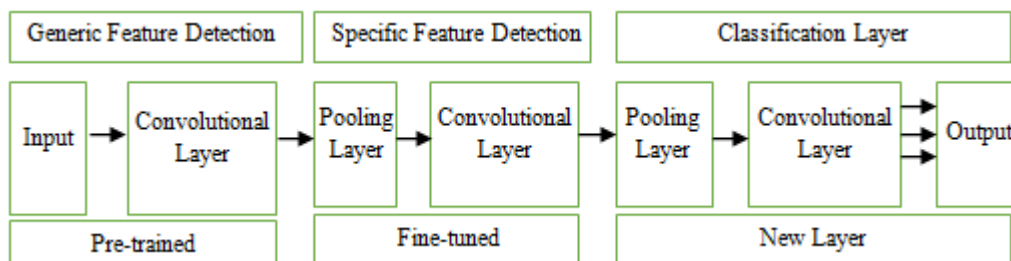 Generic Feature Detection
Specific Feature Detection
Classification Layer
Input
Convolutional
Layer
Pooling
Layer
Convolutional
Layer
Pooling
Layer
Convolutional
Layer
Output
Pre-trained
Fine-tuned
New Layer